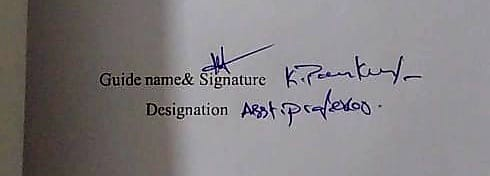 Guide name& Signature K.
Designation Asst.professor.